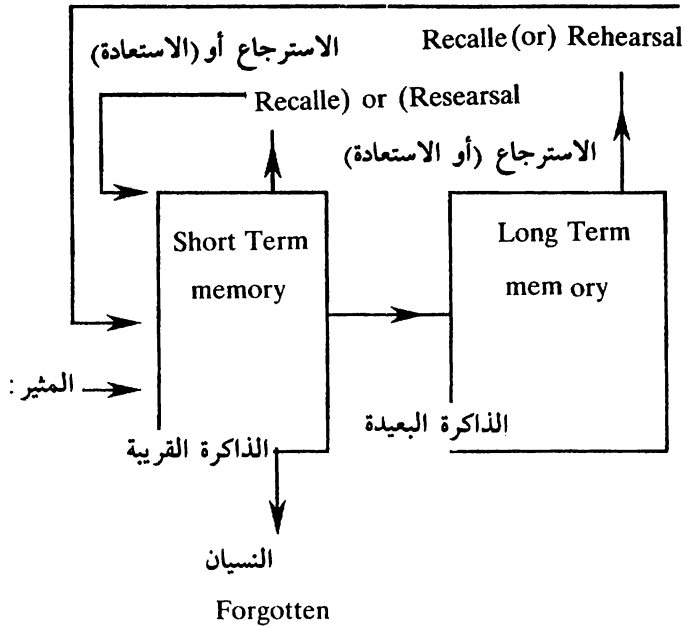 Recalle (or) Rehearsal
الاسترجاع أو (الاستعادة)
Recalle) or (Researsal
الاسترجاع (أو الاستعادة)
Short Term
memory
Long Term
mem ory
المثير :
الذاكرة القريبة
الذاكرة البعيدة
النسيان
Forgotten